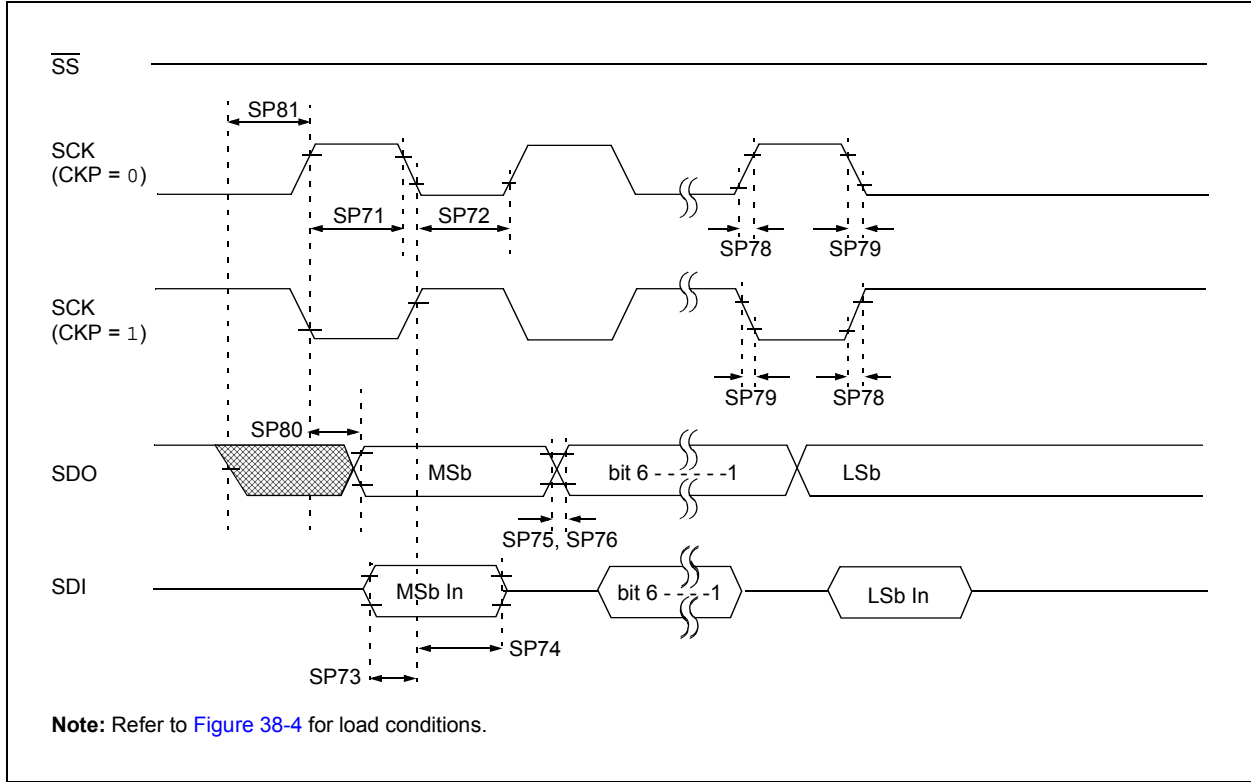 SS
SP81
SCK
(CKP = 0)
SP71
SP72
SP78
SP79
SCK
(CKP = 1)
SP79
SP78
SP80
SDO
MSb
bit 6 - - - - - -1
LSb
SP75, SP76
SDI
MSb In
bit 6 - - - -1
LSb In
SP74
SP73
Note: Refer to Figure 38-4 for load conditions.